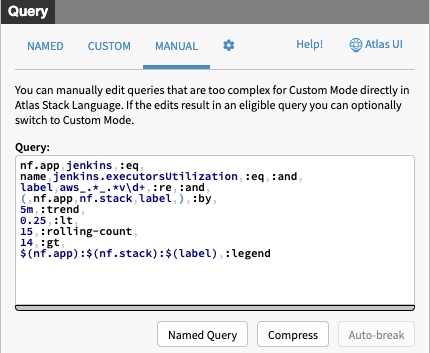 Query
NAMED CUSTOM MANUAL Help! Atlas UI
You can manually edit queries that are too complex for Custom Mode directly in
Atlas Stack Language. If the edits result in an eligible query you can optionally
switch to Custom Mode.
Query:
nf.app,jenkins,:eq,
name,jenkins.executorsUtilization,:eq,:and,
label,aws_.*_.*v\d+,:re,:and,
(,nf.app,nf.stack,label,),:by,
5m,:trend,
0.25,:lt,
15,:rolling-count,
14,:gt,
$(nf.app):$(nf.stack):$(label),:legend
Named Query Compress Auto-break